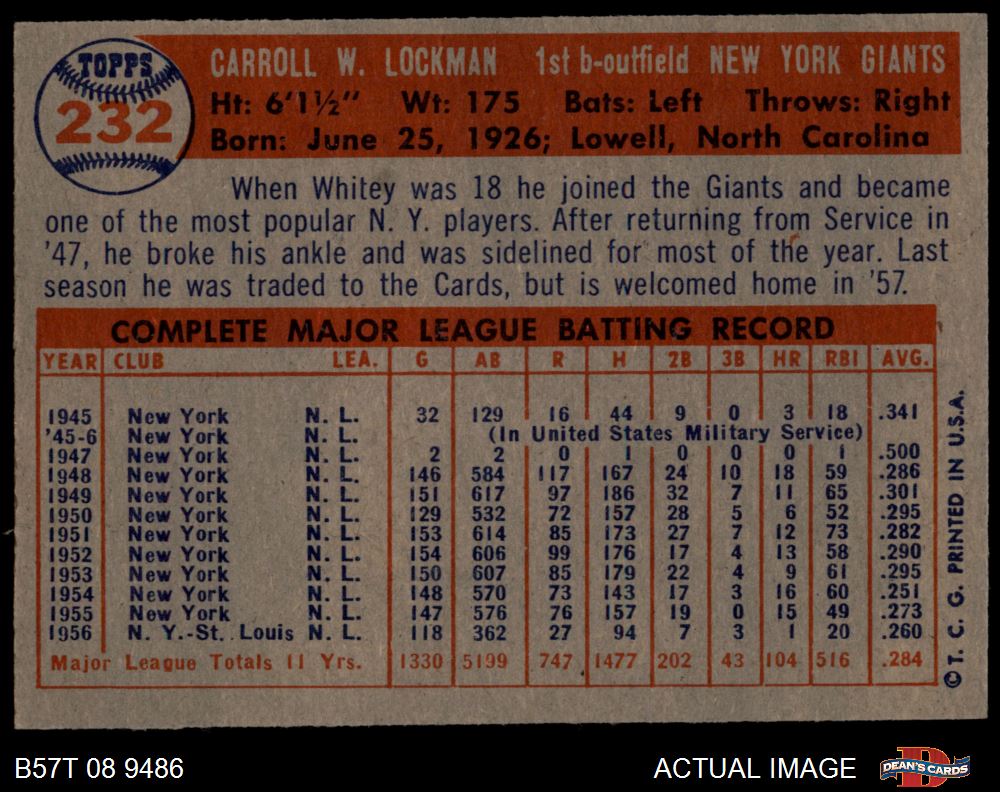 TOPPS
232
CARROLL W. LOCKMAN 1st b-outfield NEW YORK GIANTS
Ht: 6'1½" Wt: 175 Bats: Left Throws: Right
Born: June 25, 1926; Lowell, North Carolina
When Whitey was 18 he joined the Giants and became
one of the most popular N. Y. players. After returning from Service in
'47, he broke his ankle and was sidelined for most of the year. Last
season he was traded to the Cards, but is welcomed home in '57.
COMPLETE MAJOR LEAGUE BATTING RECORD
YEAR CLUB LEA. G AB R H 2B 3B HR RBI AVG.
1945 New York N. L. 32 129 16 44 9 0 3 18 .341
'45-6 New York N. L. (In United States Military Service)
1947 New York N. L. 2 2 0 1 0 0 0 1 .500
1948 New York N. L. 146 584 117 167 24 10 18 59 .286
1949 New York N. L. 151 617 97 186 32 7 11 65 .301
1950 New York N. L. 129 532 72 157 28 5 6 52 .295
1951 New York N. L. 153 614 85 173 27 7 12 73 .282
1952 New York N. L. 154 606 99 176 17 4 13 58 .290
1953 New York N. L. 150 607 85 179 22 4 9 61 .295
1954 New York N. L. 148 570 73 143 17 3 16 60 .251
1955 New York N. L. 147 576 76 157 19 0 15 49 .273
1956 N. Y.-St. Louis N. L. 118 362 27 94 7 3 1 20 .260
Major League Totals 11 Yrs. 1330 5199 747 1477 202 43 104 516 .284
© T. C. G. PRINTED IN U.S.A.
B57T 08 9486
ACTUAL IMAGE
DEAN'S CARDS